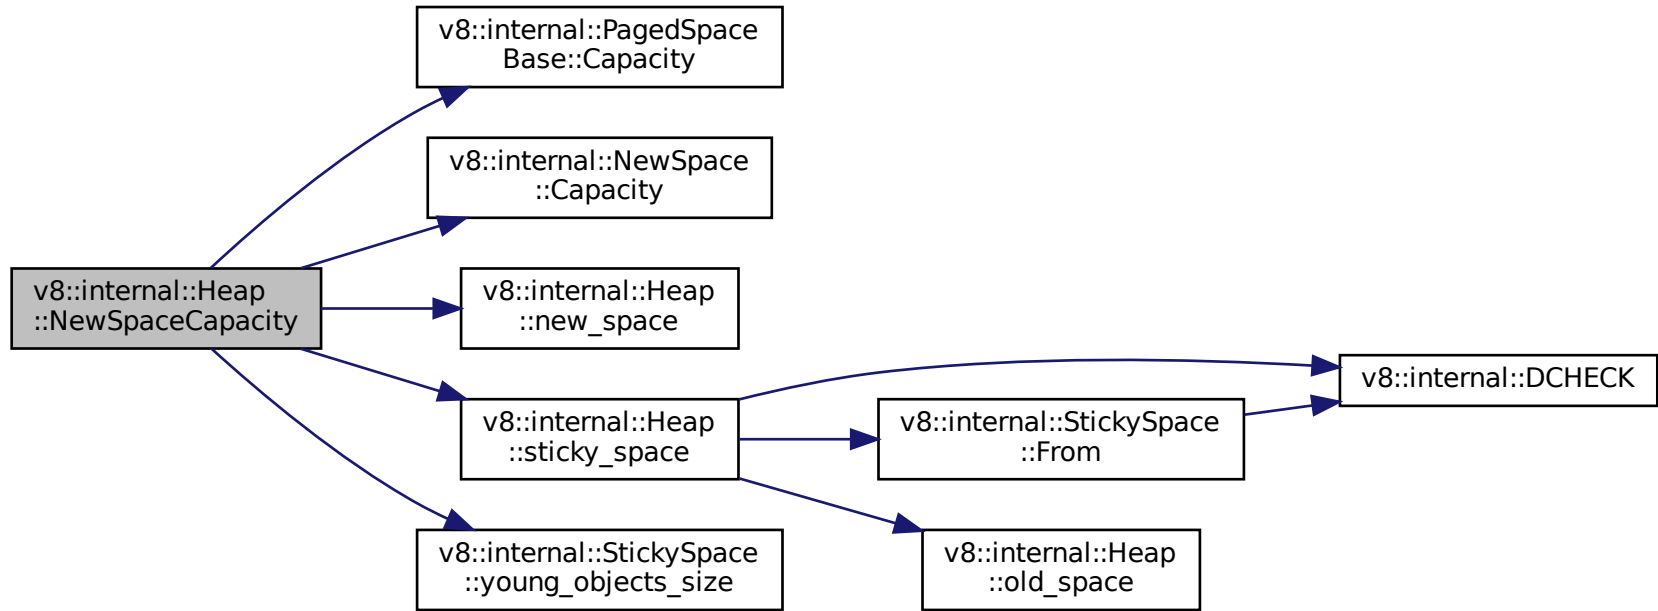 v8::internal::PagedSpace
Base::Capacity
v8::internal::NewSpace
::Capacity
v8::internal::Heap
::NewSpaceCapacity
v8::internal::Heap
::new_space
v8::internal::Heap
::sticky_space
v8::internal::StickySpace
::young_objects_size
v8::internal::StickySpace
::From
v8::internal::Heap
::old_space
v8::internal::DCHECK